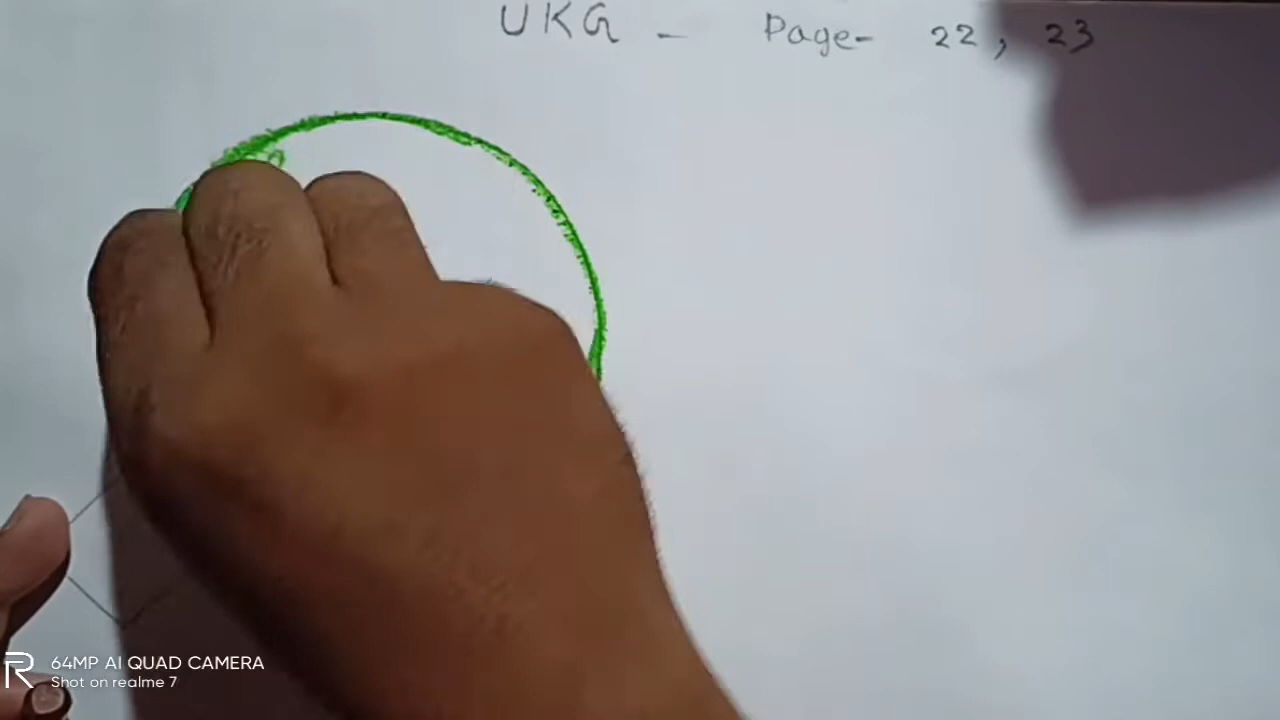 UKG - Page- 22, 23
64MP AI QUAD CAMERA
Shot on realme 7